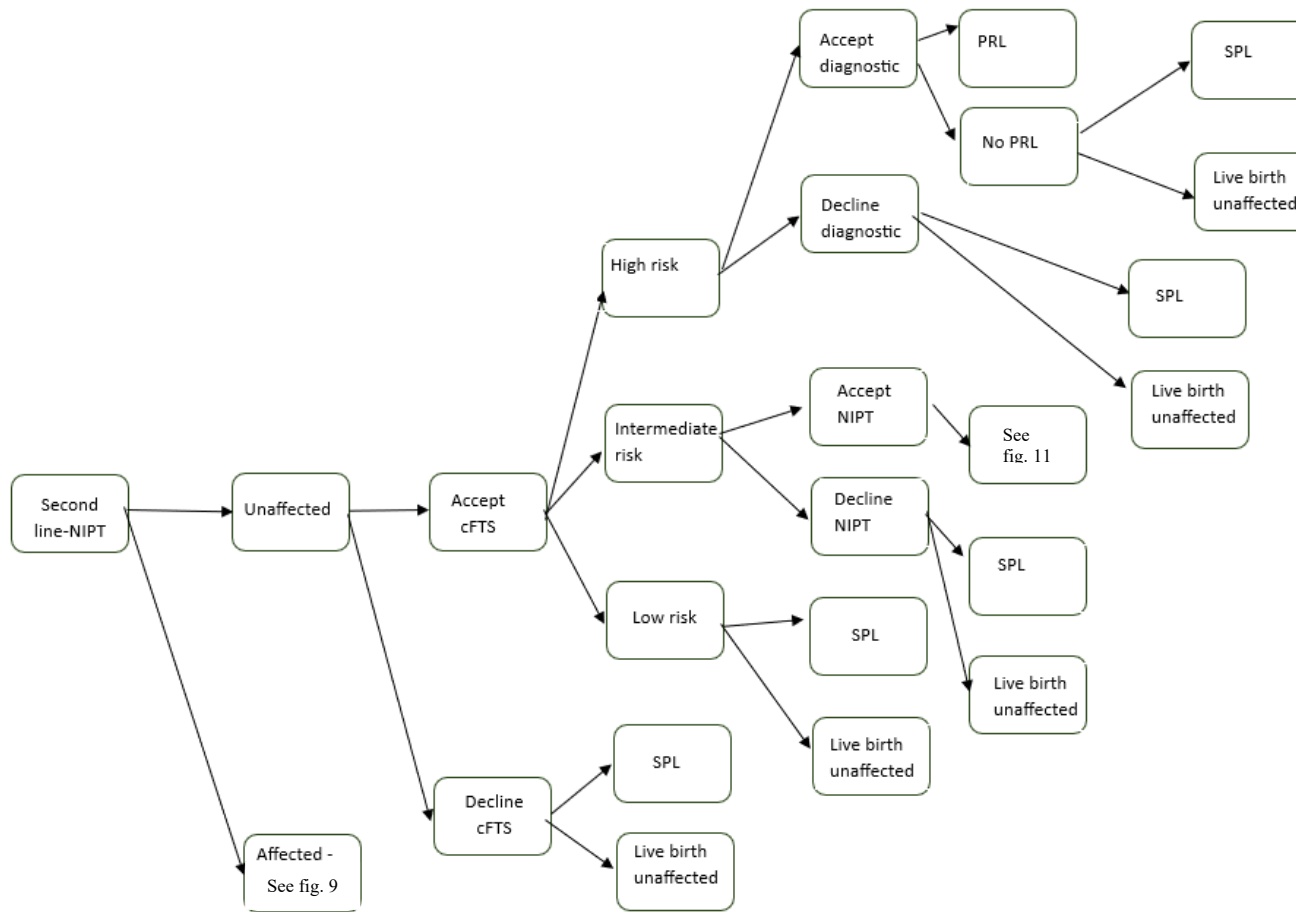 Accept
diagnostic
PRL
SPL
No PRL
Live birth
unaffected
Decline
diagnostic
High risk
SPL
Live birth
unaffected
Accept
NIPT
Intermediate
risk
See
fig. 11
Second
line-NIPT
Unaffected
Accept
cFTS
Decline
NIPT
SPL
Low risk
SPL
Live birth
unaffected
Live birth
unaffected
SPL
Decline
cFTS
Live birth
unaffected
Affected -
See fig. 9